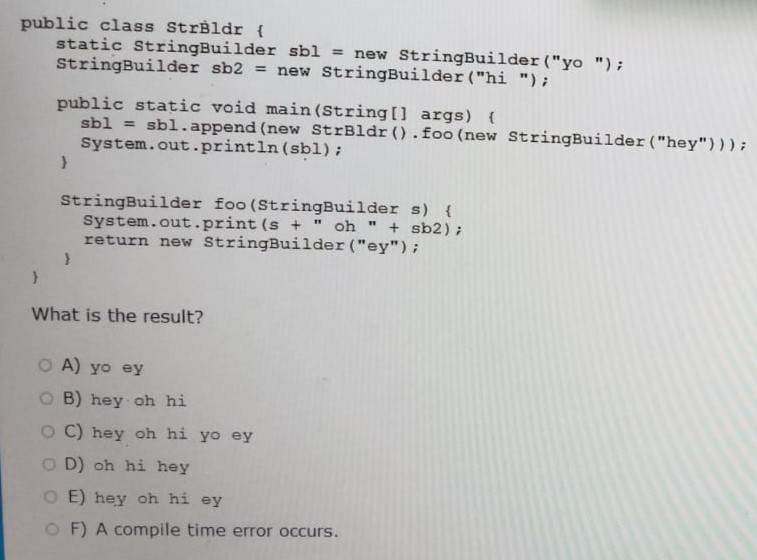 public class StrBldr {
static StringBuilder sb1 = new StringBuilder("yo ");
StringBuilder sb2 = new StringBuilder("hi ");
public static void main(String[] args) {
sb1 = sb1.append(new StrBldr().foo(new StringBuilder("hey")));
System.out.println(sb1);
}
StringBuilder foo(StringBuilder s) {
System.out.print(s + " oh " + sb2);
return new StringBuilder("ey");
}
}
What is the result?
A) yo ey
B) hey oh hi
C) hey oh hi yo ey
D) oh hi hey
E) hey oh hi ey
F) A compile time error occurs.